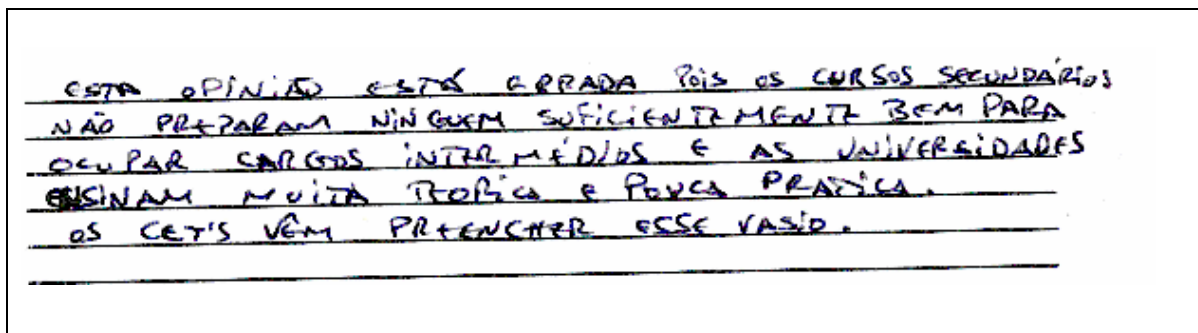 ESTA OPINIÃO ESTÁ ERRADA POIS OS CURSOS SECUNDÁRIOS
NÃO PREPARAM NINGUEM SUFICIENTEMENTE BEM PARA
OCUPAR CARGOS INTERMÉDIOS E AS UNIVERSIDADES
ENSINAM MUITA TEORICA E POUCA PRATICA.
OS CET'S VÊM PREENCHER ESSE VASIO.